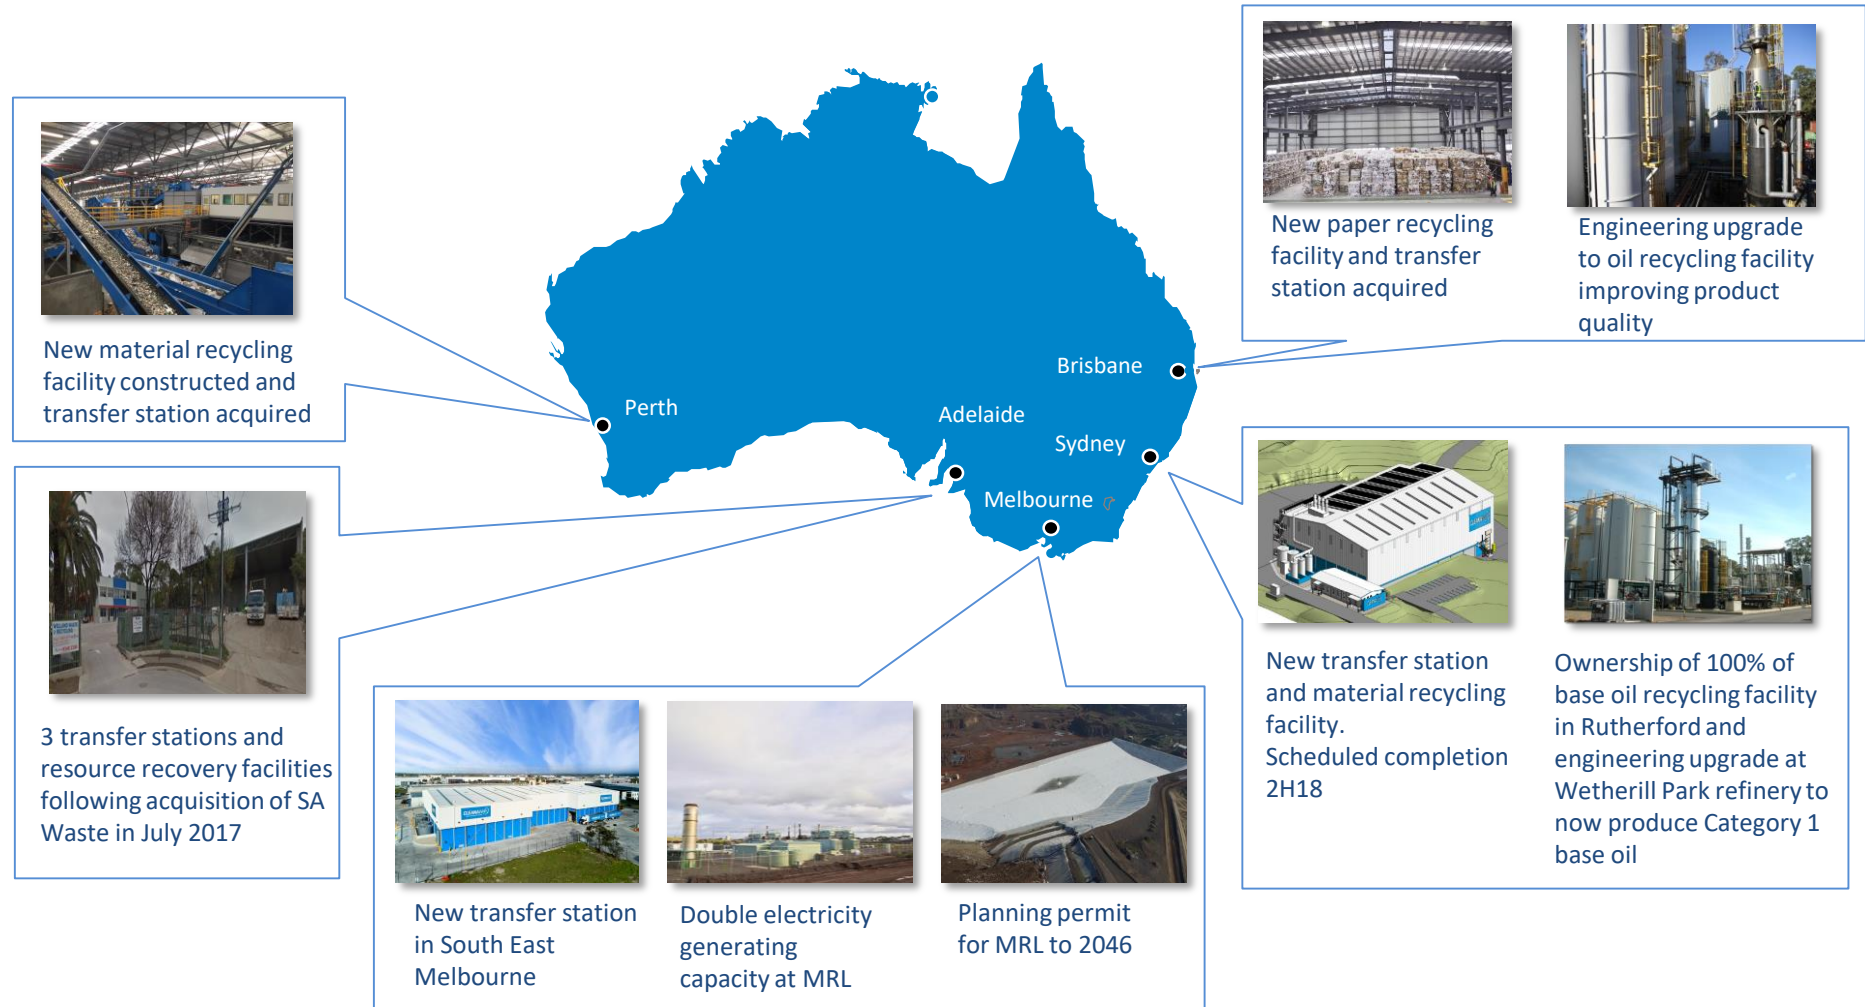 New material recycling
facility constructed and
transfer station acquired
3 transfer stations and
resource recovery facilities
following acquisition of SA
Waste in July 2017
Perth
Adelaide
Brisbane
Sydney
Melbourne
New paper recycling
facility and transfer
station acquired
Engineering upgrade
to oil recycling facility
improving product
quality
New transfer station
and material recycling
facility.
Scheduled completion
2H18
Ownership of 100% of
base oil recycling facility
in Rutherford and
engineering upgrade at
Wetherill Park refinery to
now produce Category 1
base oil
New transfer station
in South East
Melbourne
Double electricity
generating
capacity at MRL
Planning permit
for MRL to 2046